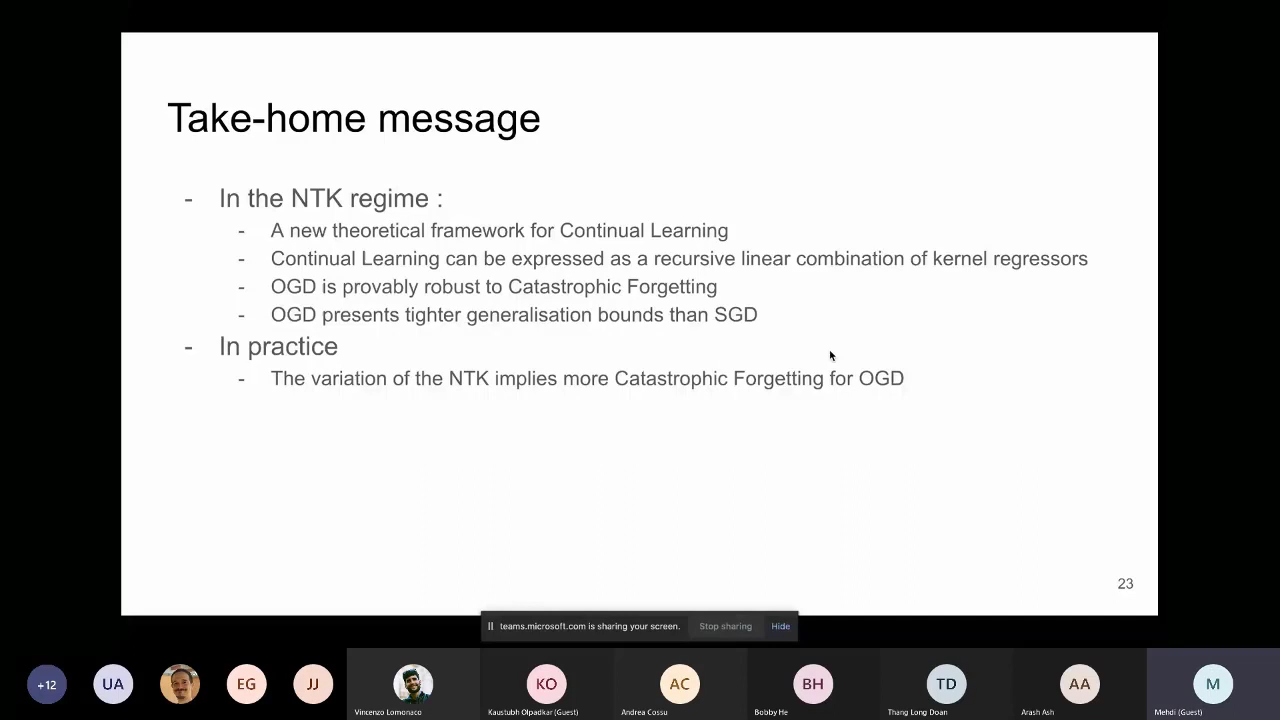 Take-home message
- In the NTK regime :
- A new theoretical framework for Continual Learning
- Continual Learning can be expressed as a recursive linear combination of kernel regressors
- OGD is provably robust to Catastrophic Forgetting
- OGD presents tighter generalisation bounds than SGD
- In practice
- The variation of the NTK implies more Catastrophic Forgetting for OGD
23
teams.microsoft.com is sharing your screen. Stop sharing Hide
+12 UA EG JJ KO AC BH TD AA M
Vincenzo Lomonaco Kaustubh Olpadkar (Guest) Andrea Cossu Bobby He Thang Long Doan Arash Ash Mehdi (Guest)